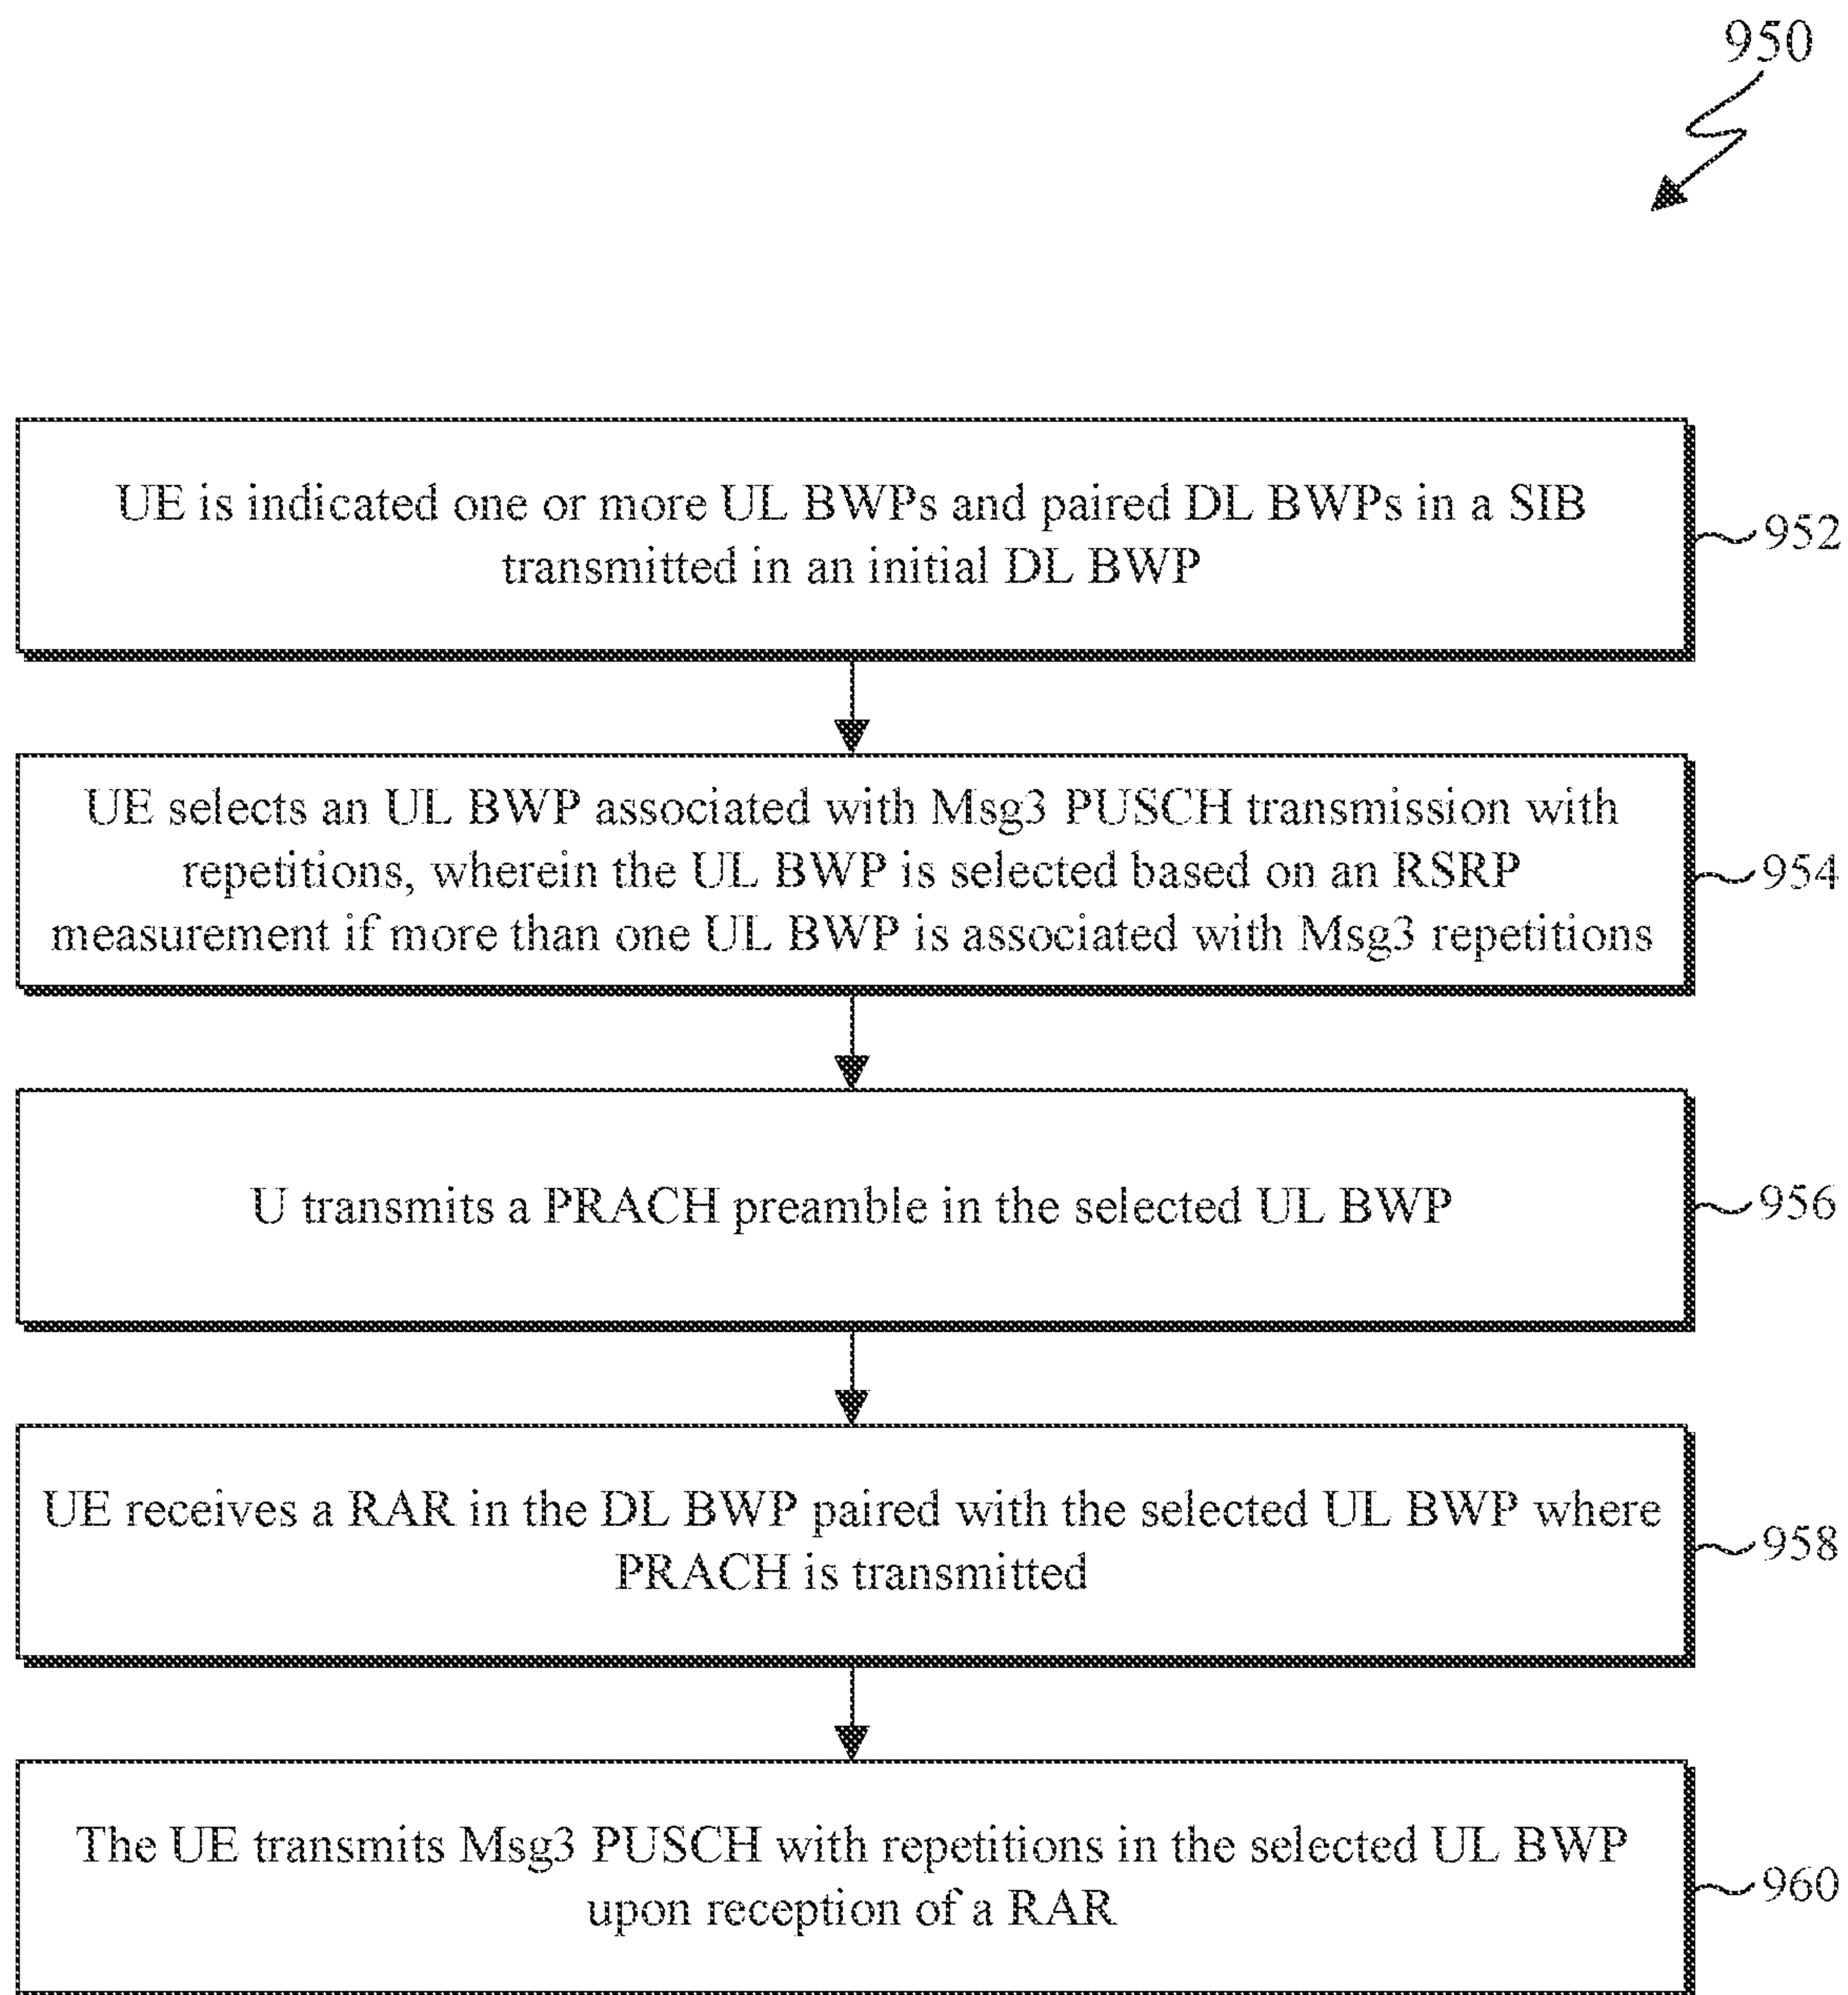 950
UE is indicated one or more UL BWPs and paired DL BWPs in a SIB
transmitted in an initial DL BWP
952
UE selects an UL BWP associated with Msg3 PUSCH transmission with
repetitions, wherein the UL BWP is selected based on an RSRP
measurement if more than one UL BWP is associated with Msg3 repetitions
954
U transmits a PRACH preamble in the selected UL BWP
956
UE receives a RAR in the DL BWP paired with the selected UL BWP where
PRACH is transmitted
958
The UE transmits Msg3 PUSCH with repetitions in the selected UL BWP
upon reception of a RAR
960